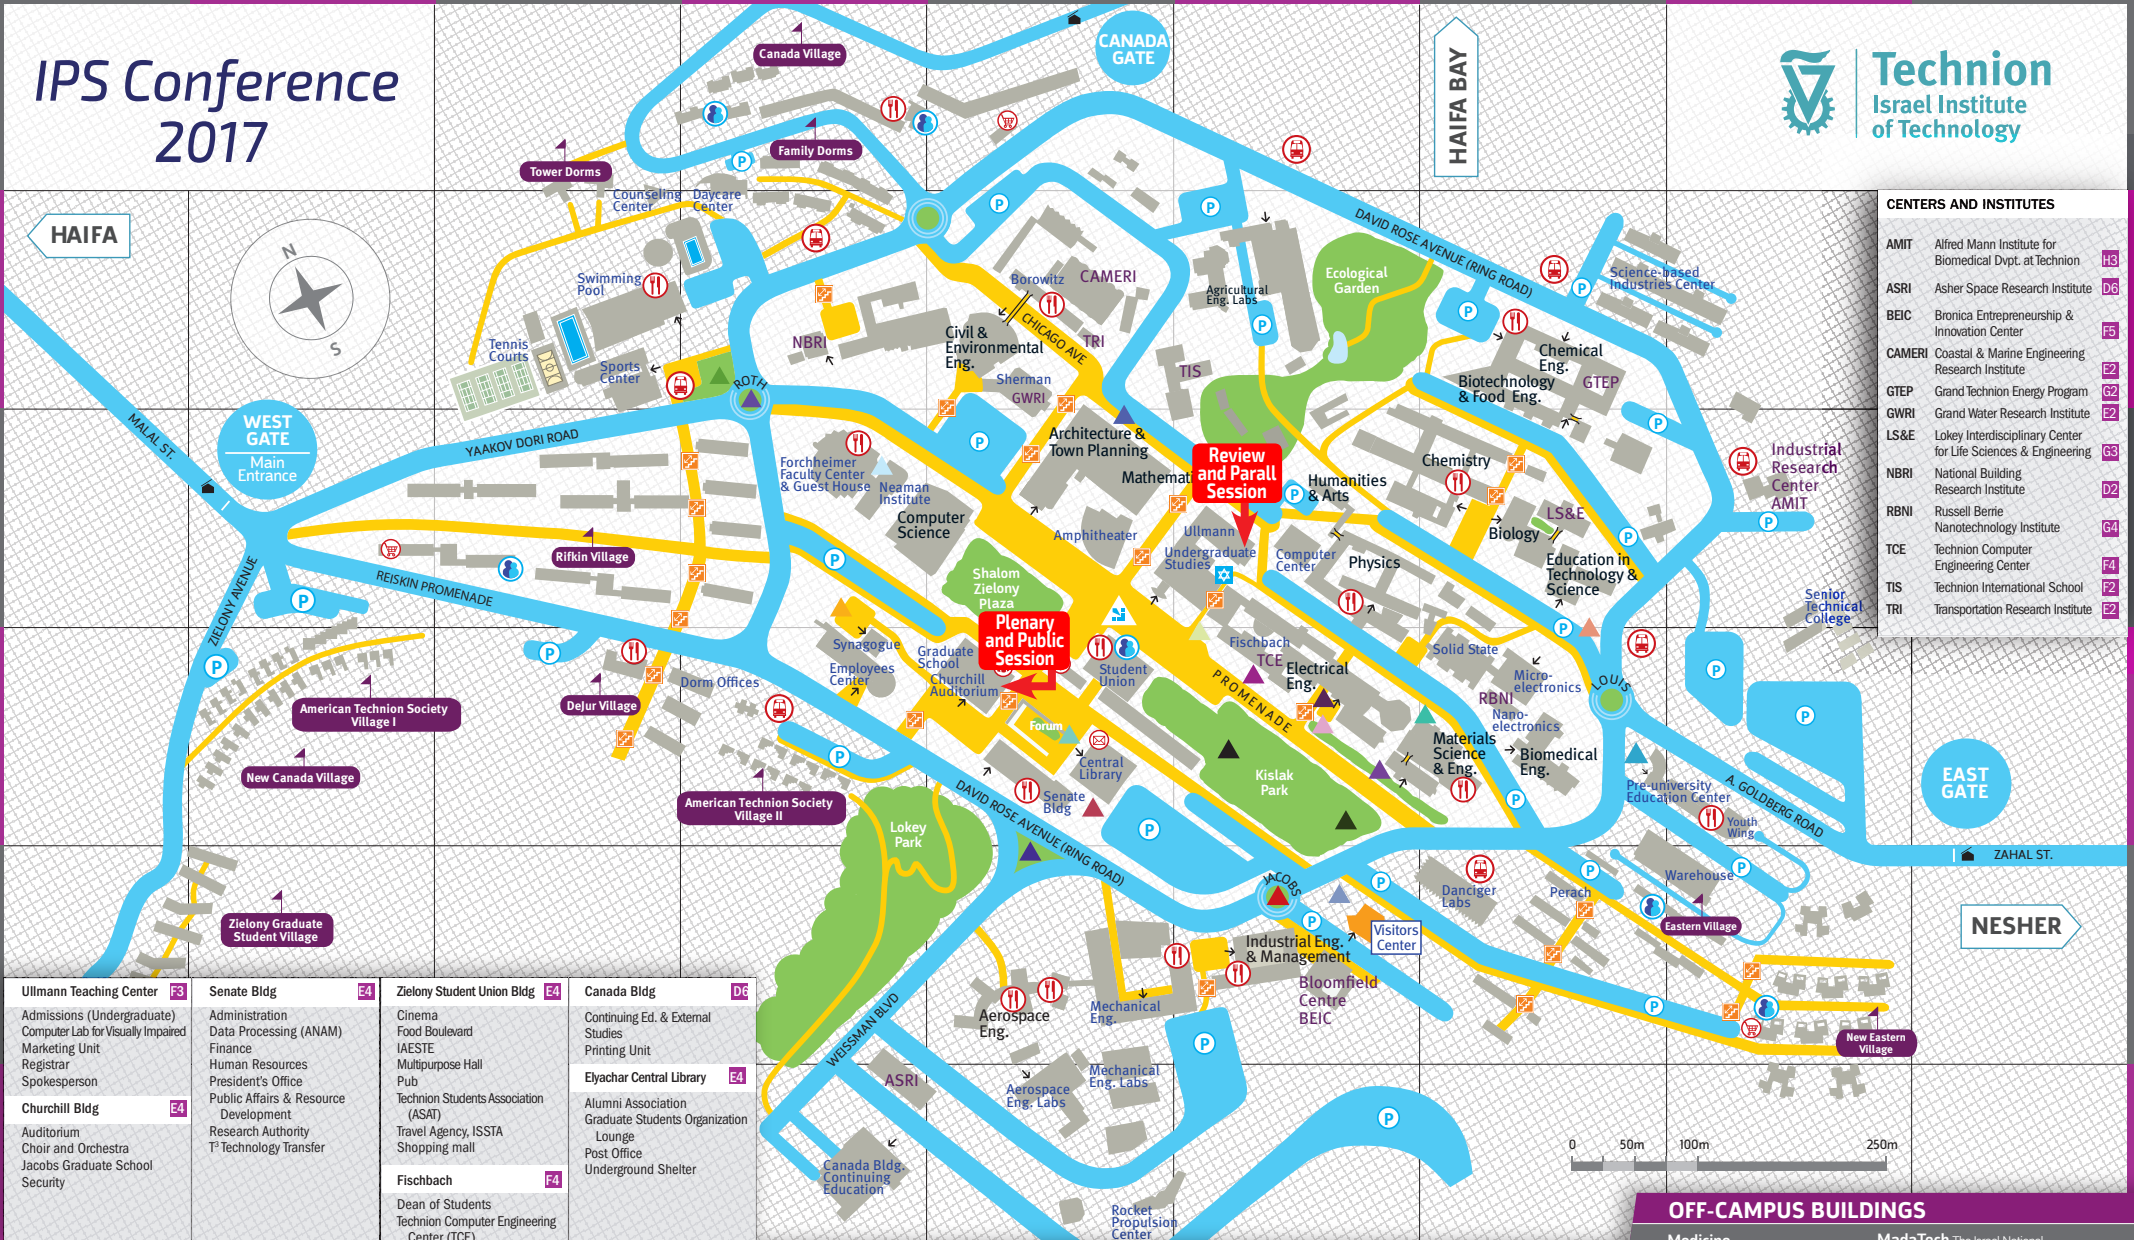 IPS Conference
2017
Technion
Israel Institute
of Technology
CANADA
GATE
HAIFA BAY
HAIFA
N
S
Canada Village
Family Dorms
Tower Dorms
Counseling
Center
Daycare
Center
Swimming
Pool
Tennis
Courts
Sports
Center
NBRI
ROTH
Borowitz
CAMERI
CHICAGO AVE
TRI
Civil &
Environmental
Eng.
Sherman
GWRI
Agricultural
Eng. Labs
Ecological
Garden
DAVID ROSE AVENUE (RING ROAD)
Science-based
Industries Center
TIS
Chemical
Eng.
Biotechnology
& Food Eng.
GTEP
MALAL ST.
WEST
GATE
Main
Entrance
YAAKOV DORI ROAD
Forchheimer
Faculty Center
& Guest House
Neaman
Institute
Computer
Science
Architecture &
Town Planning
Mathemati
Review
and Parall
Session
Humanities
& Arts
Chemistry
Industrial
Research
Center
AMIT
LS&E
Biology
Amphitheater
Ullmann
Undergraduate
Studies
Computer
Center
Physics
Education in
Technology &
Science
Rifkin Village
REISKIN PROMENADE
ZIELONY AVENUE
Shalom
Zielony
Plaza
Plenary
and Public
Session
Synagogue
Employees
Center
Graduate
School
Churchill
Auditorium
Student
Union
Fischbach
TCE
Electrical
Eng.
Solid State
Micro-
electronics
RBNI
Nano-
electronics
LOUIS
Senior
Technical
College
Dorm Offices
DeJur Village
American Technion Society
Village I
New Canada Village
American Technion Society
Village II
Forum
Central
Library
Senate
Bldg
PROMENADE
Kislak
Park
Materials
Science
& Eng.
Biomedical
Eng.
Pre-university
Education Center
Youth
Wing
A. GOLDBERG ROAD
EAST
GATE
ZAHAL ST.
NESHER
Lokey
Park
DAVID ROSE AVENUE (RING ROAD)
JACOBS
Danciger
Labs
Perach
Warehouse
Eastern Village
Visitors
Center
Industrial Eng.
& Management
Bloomfield
Centre
BEIC
Zielony Graduate
Student Village
Aerospace
Eng.
Mechanical
Eng.
WEISSMAN BLVD
ASRI
Aerospace
Eng. Labs
Mechanical
Eng. Labs
New Eastern
Village
Canada Bldg.
Continuing
Education
Rocket
Propulsion
Center
0 50m 100m 250m
CENTERS AND INSTITUTES
AMIT Alfred Mann Institute for
Biomedical Dvpt. at Technion H3
ASRI Asher Space Research Institute D6
BEIC Bronica Entrepreneurship &
Innovation Center F5
CAMERI Coastal & Marine Engineering
Research Institute E2
GTEP Grand Technion Energy Program G2
GWRI Grand Water Research Institute E2
LS&E Lokey Interdisciplinary Center
for Life Sciences & Engineering G3
NBRI National Building
Research Institute D2
RBNI Russell Berrie
Nanotechnology Institute G4
TCE Technion Computer
Engineering Center F4
TIS Technion International School F2
TRI Transportation Research Institute E2
Ullmann Teaching Center F3
Admissions (Undergraduate)
Computer Lab for Visually Impaired
Marketing Unit
Registrar
Spokesperson
Churchill Bldg E4
Auditorium
Choir and Orchestra
Jacobs Graduate School
Security
Senate Bldg E4
Administration
Data Processing (ANAM)
Finance
Human Resources
President's Office
Public Affairs & Resource
Development
Research Authority
T³ Technology Transfer
Zielony Student Union Bldg E4
Cinema
Food Boulevard
IAESTE
Multipurpose Hall
Pub
Technion Students Association
(ASAT)
Travel Agency, ISSTA
Shopping mall
Fischbach F4
Dean of Students
Technion Computer Engineering
Center (TCE)
Canada Bldg D6
Continuing Ed. & External
Studies
Printing Unit
Elyachar Central Library E4
Alumni Association
Graduate Students Organization
Lounge
Post Office
Underground Shelter
OFF-CAMPUS BUILDINGS
Medicine
MadaTech The Israel National